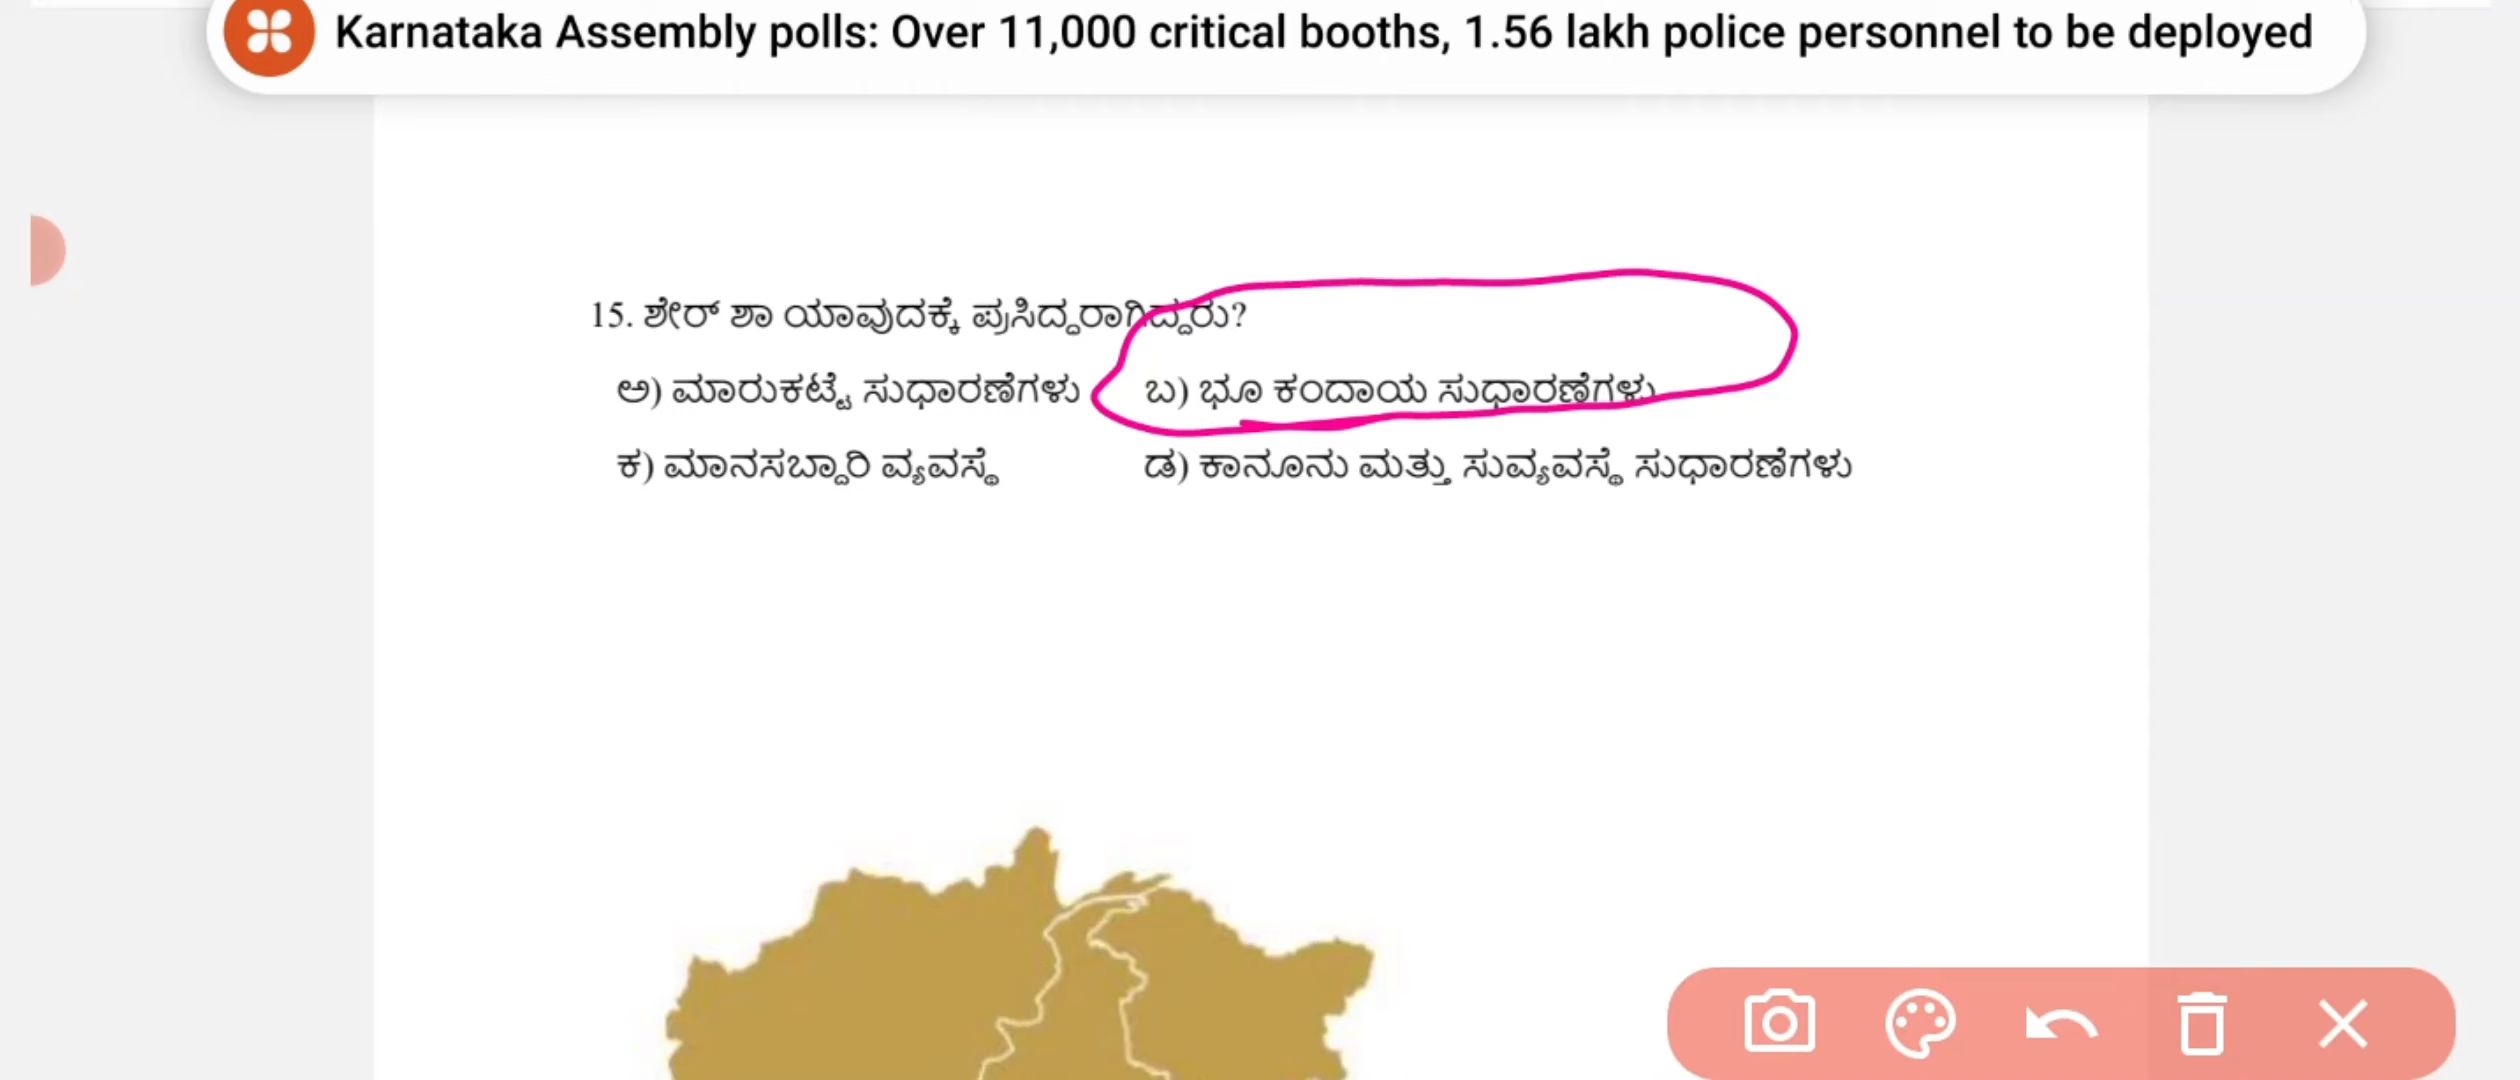 Karnataka Assembly polls: Over 11,000 critical booths, 1.56 lakh police personnel to be deployed
15. ಶೇರ್ ಶಾ ಯಾವುದಕ್ಕೆ ಪ್ರಸಿದ್ದರಾಗಿದ್ದರು?
ಅ) ಮಾರುಕಟ್ಟೆ ಸುಧಾರಣೆಗಳು ಬ) ಭೂ ಕಂದಾಯ ಸುಧಾರಣೆಗಳು
ಕ) ಮಾನಸಬ್ದಾರಿ ವ್ಯವಸ್ಥೆ ಡ) ಕಾನೂನು ಮತ್ತು ಸುವ್ಯವಸ್ಥೆ ಸುಧಾರಣೆಗಳು